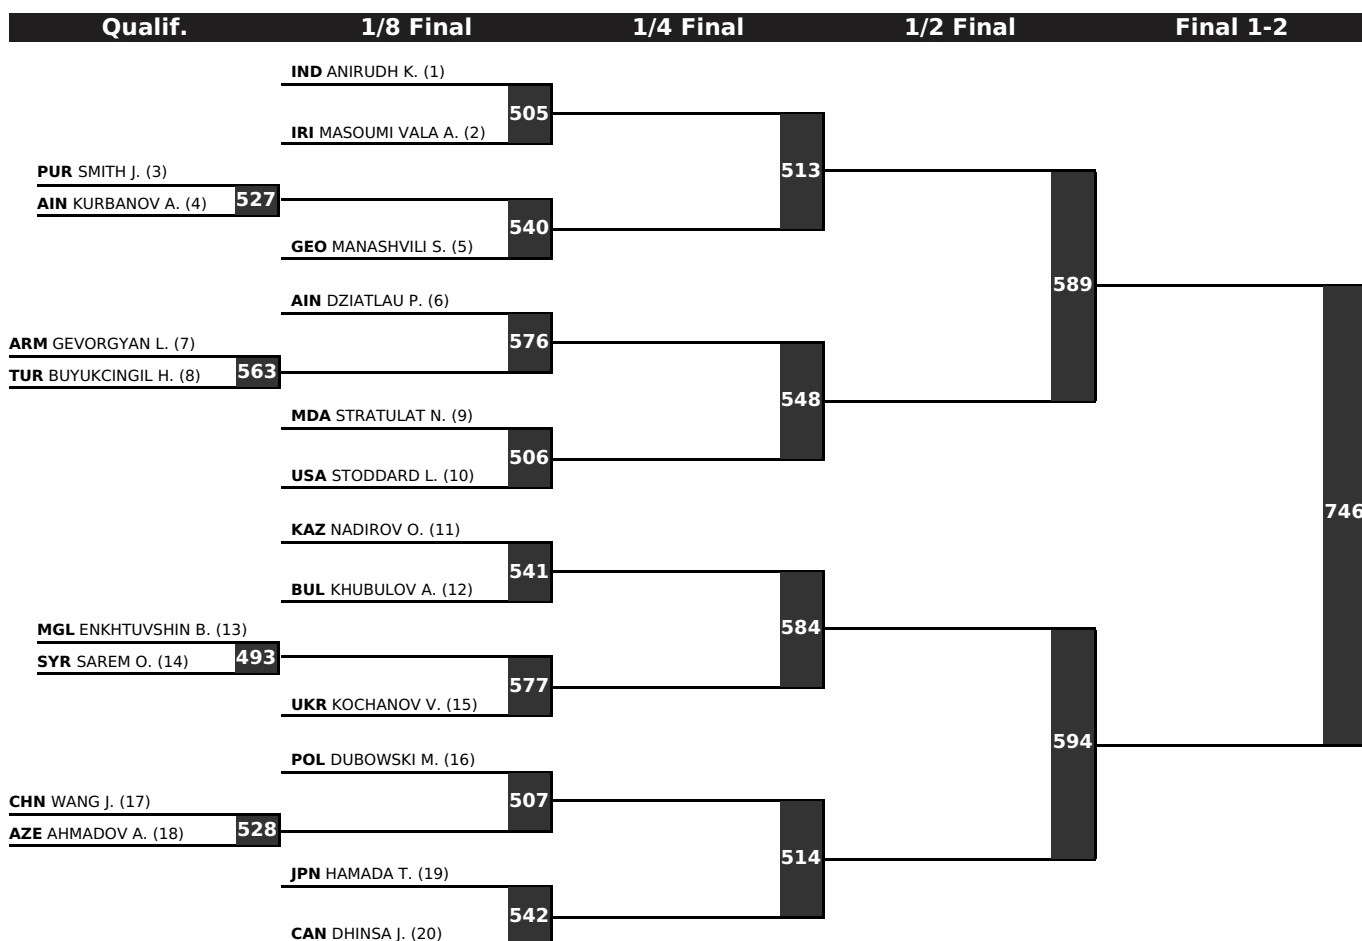 Qualif. 1/8 Final 1/4 Final 1/2 Final Final 1-2
IND ANIRUDH K. (1)
505
IRI MASOUMI VALA A. (2)
513
PUR SMITH J. (3)
527
AIN KURBANOV A. (4)
540
GEO MANASHVILI S. (5)
589
AIN DZIATLAU P. (6)
576
ARM GEVORGYAN L. (7)
563
TUR BUYUKCINGIL H. (8)
548
MDA STRATULAT N. (9)
506
USA STODDARD L. (10)
746
KAZ NADIROV O. (11)
541
BUL KHUBULOV A. (12)
584
MGL ENKHTUVSHIN B. (13)
493
SYR SAREM O. (14)
577
UKR KOCHANOV V. (15)
594
POL DUBOWSKI M. (16)
507
CHN WANG J. (17)
528
AZE AHMADOV A. (18)
514
JPN HAMADA T. (19)
542
CAN DHINSA J. (20)